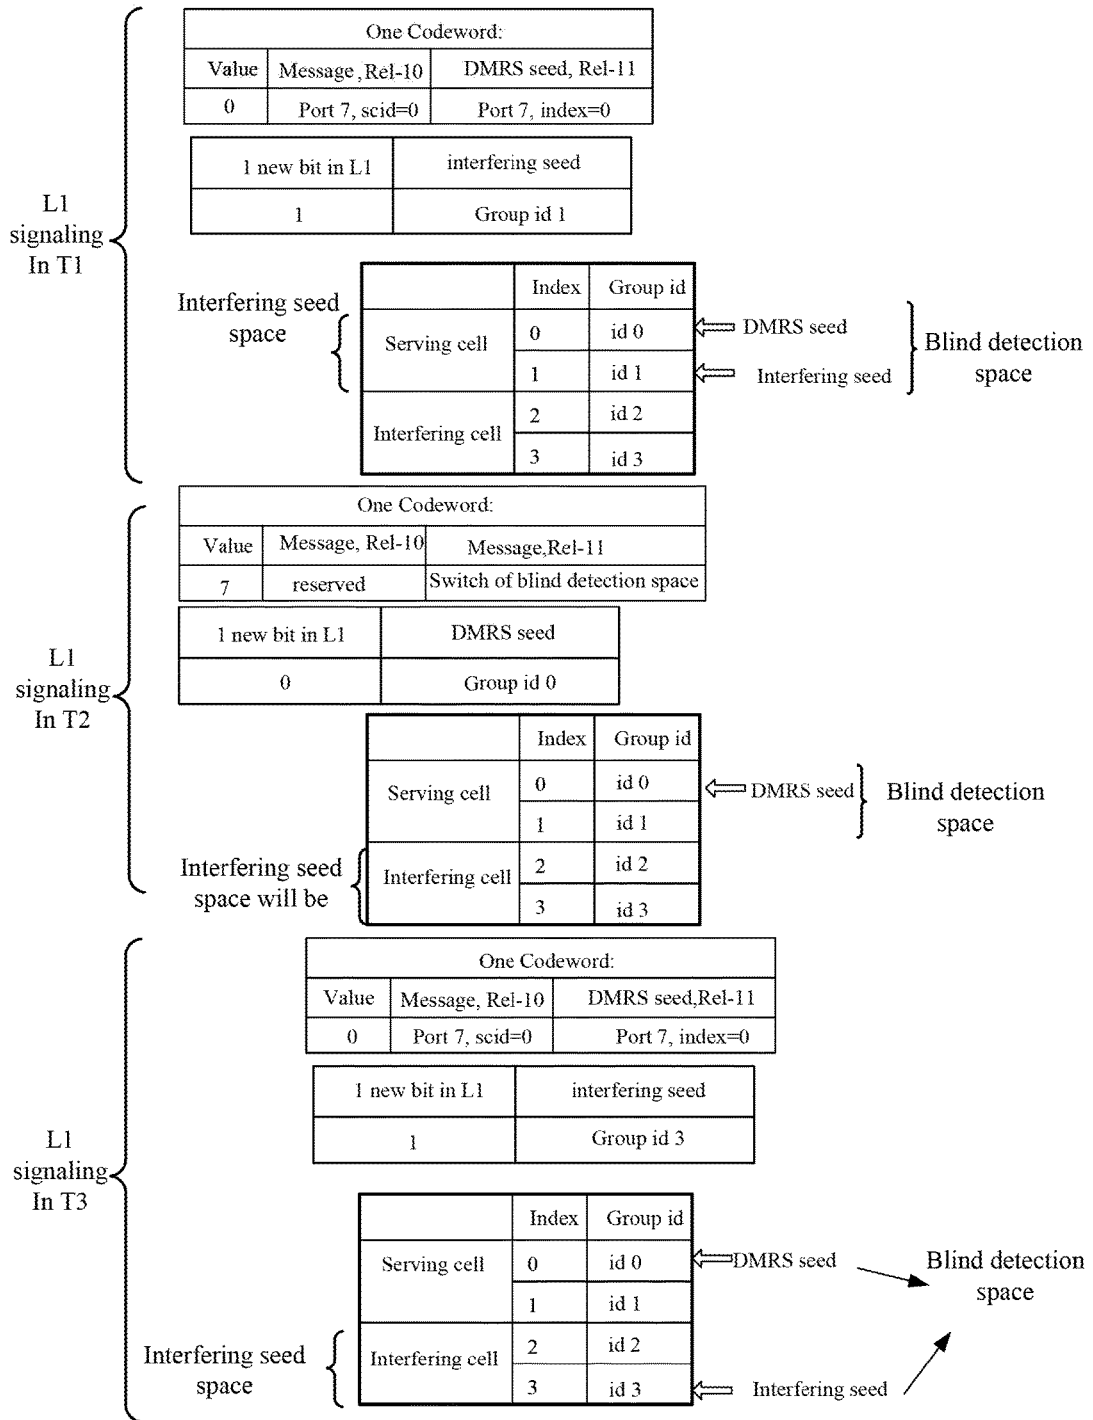 One Codeword:
Value Message ,Rel-10 DMRS seed, Rel-11
0 Port 7, scid=0 Port 7, index=0
1 new bit in L1 interfering seed
1 Group id 1
L1
signaling
In T1
Interfering seed
space
Index Group id
Serving cell 0 id 0
1 id 1
Interfering cell 2 id 2
3 id 3
DMRS seed
Interfering seed
Blind detection
space
One Codeword:
Value Message, Rel-10 Message,Rel-11
7 reserved Switch of blind detection space
1 new bit in L1 DMRS seed
0 Group id 0
L1
signaling
In T2
Index Group id
Serving cell 0 id 0
1 id 1
Interfering cell 2 id 2
3 id 3
DMRS seed
Blind detection
space
Interfering seed
space will be
One Codeword:
Value Message, Rel-10 DMRS seed,Rel-11
0 Port 7, scid=0 Port 7, index=0
1 new bit in L1 interfering seed
1 Group id 3
L1
signaling
In T3
Index Group id
Serving cell 0 id 0
1 id 1
Interfering cell 2 id 2
3 id 3
DMRS seed
Blind detection
space
Interfering seed
space
Interfering seed